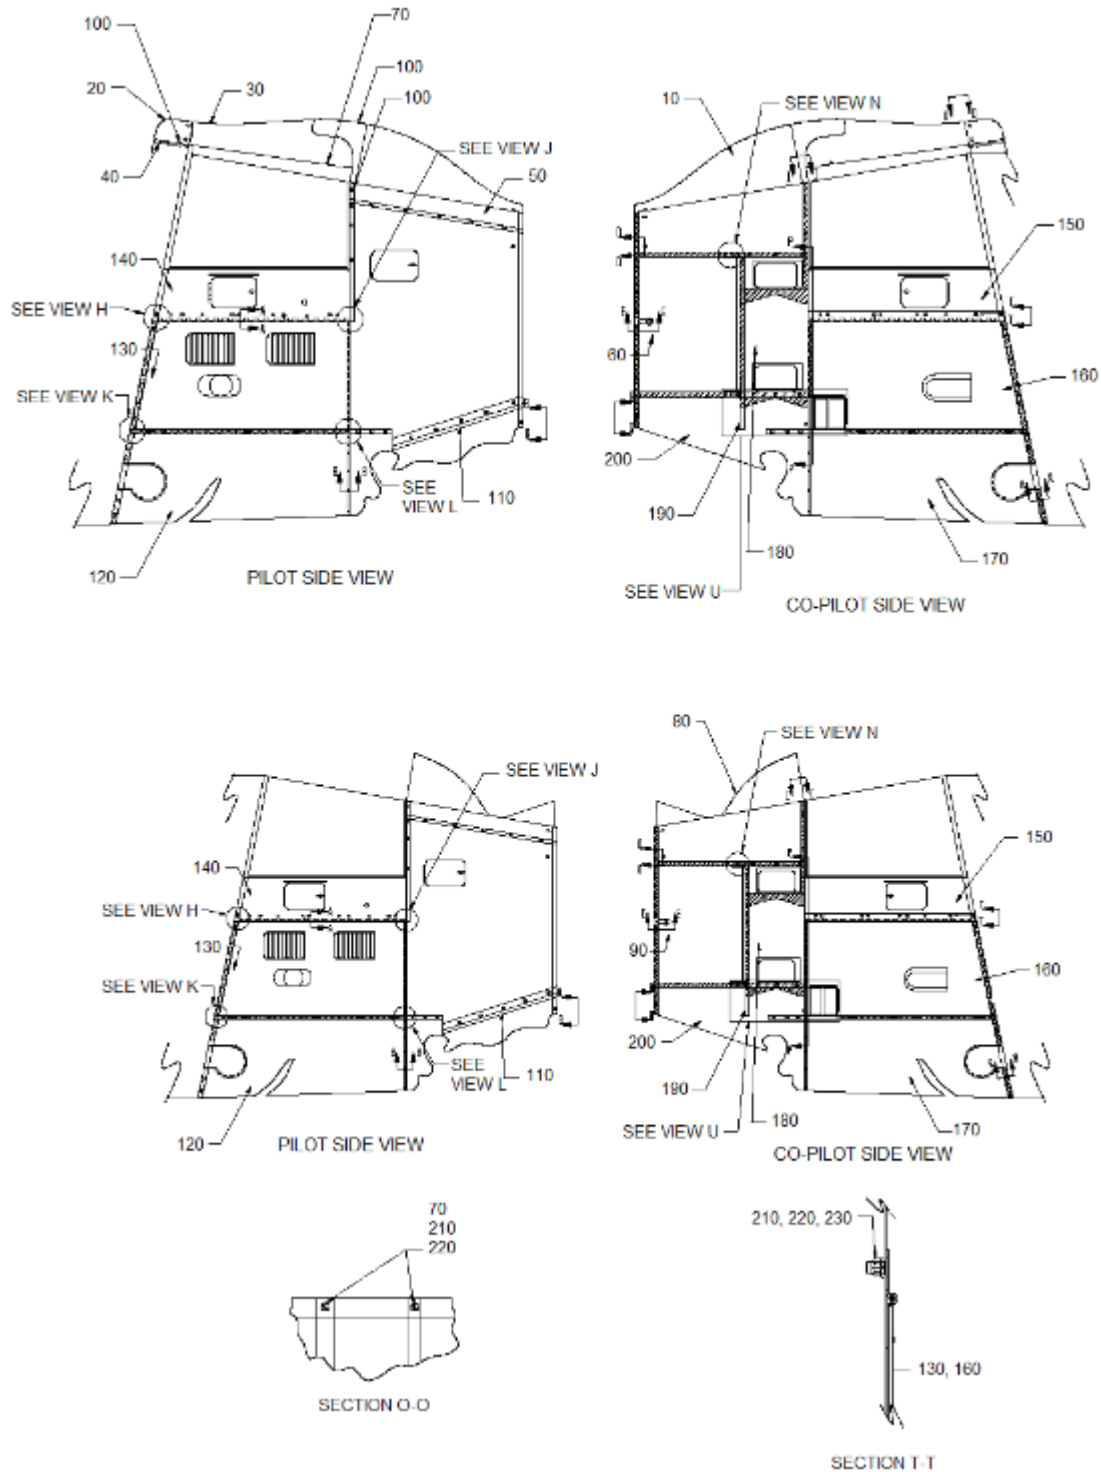 100
70
20
30
100
100
SEE VIEW J
40
50
140
SEE VIEW H
130
SEE VIEW K
SEE
VIEW L
110
120
PILOT SIDE VIEW
10
SEE VIEW N
150
60
160
200
190
180
170
SEE VIEW U
CO-PILOT SIDE VIEW
SEE VIEW J
140
SEE VIEW H
130
SEE VIEW K
SEE
VIEW L
110
120
PILOT SIDE VIEW
80
SEE VIEW N
150
90
160
200
190
180
170
SEE VIEW U
CO-PILOT SIDE VIEW
70
210
220
SECTION O-O
210, 220, 230
130, 160
SECTION T-T